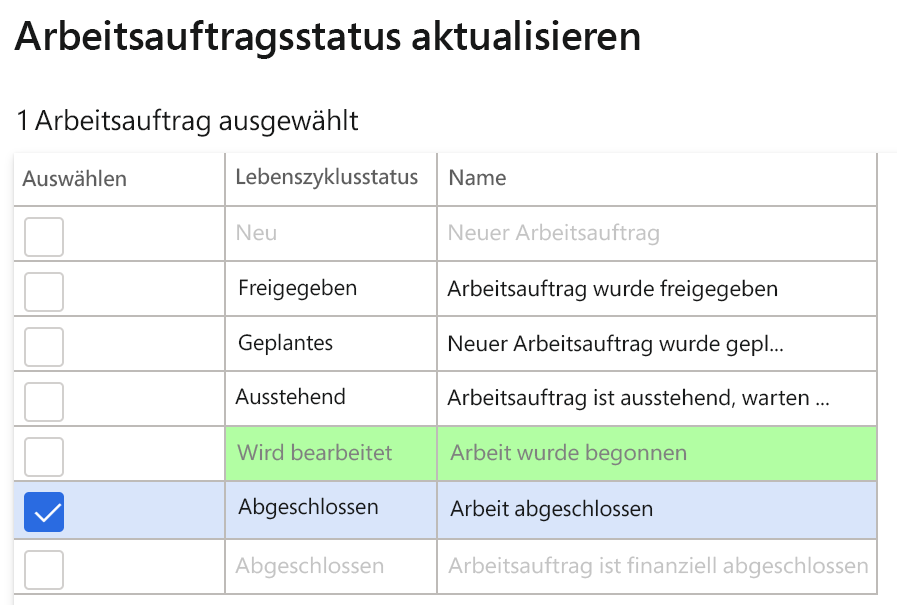 Arbeitsauftragsstatus aktualisieren
1 Arbeitsauftrag ausgewählt
Auswählen Lebenszyklusstatus Name
Neu Neuer Arbeitsauftrag
Freigegeben Arbeitsauftrag wurde freigegeben
Geplantes Neuer Arbeitsauftrag wurde gepl...
Ausstehend Arbeitsauftrag ist ausstehend, warten ...
Wird bearbeitet Arbeit wurde begonnen
Abgeschlossen Arbeit abgeschlossen
Abgeschlossen Arbeitsauftrag ist finanziell abgeschlossen